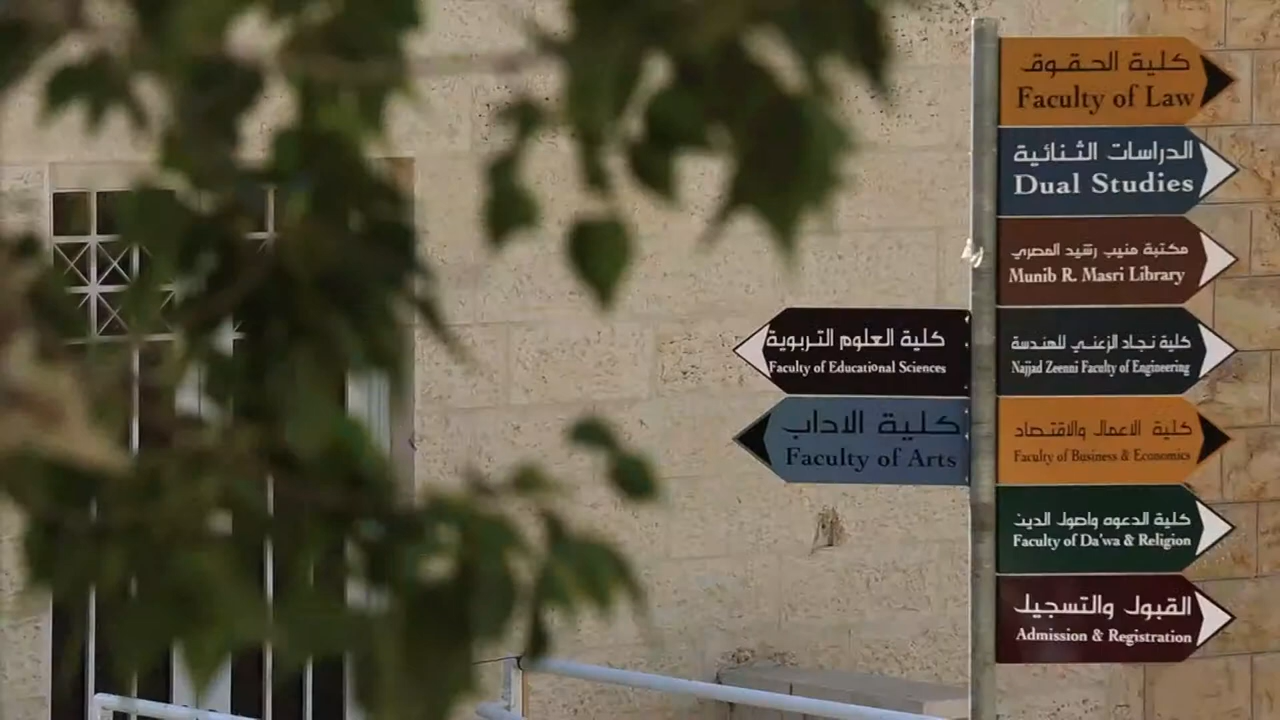 كلية الحقوق
Faculty of Law
الدراسات الثنائية
Dual Studies
مكتبة منيب رشيد المصري
Munib R. Masri Library
كلية العلوم التربوية
Faculty of Educational Sciences
كلية نجاد الزعني للهندسة
Najjad Zeenni Faculty of Engineering
كلية الاداب
Faculty of Arts
كلية الاعمال والاقتصاد
Faculty of Business & Economics
كلية الدعوه واصول الدين
Faculty of Da'wa & Religion
القبول والتسجيل
Admission & Registration